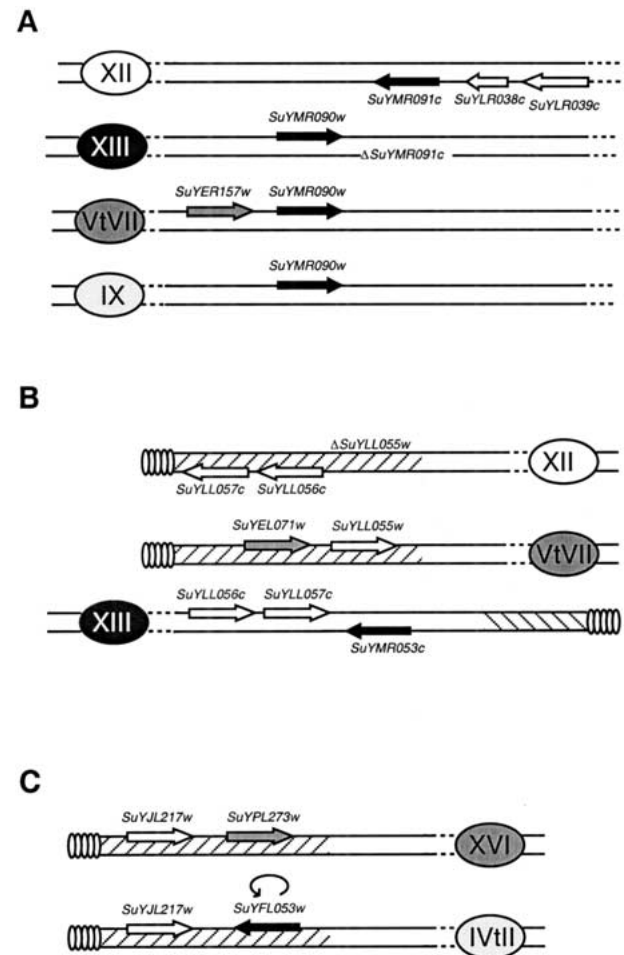 A
XII
SuYMR091c SuYLR038c SuYLR039c
SuYMR090w
XIII
ΔSuYMR091c
SuYER157w SuYMR090w
VtVII
SuYMR090w
IX
B
ΔSuYLL055w
XII
SuYLL057c SuYLL056c
SuYEL071w SuYLL055w
VtVII
SuYLL056c SuYLL057c
XIII
SuYMR053c
C
SuYJL217w SuYPL273w
XVI
SuYJL217w SuYFL053w
IVtII